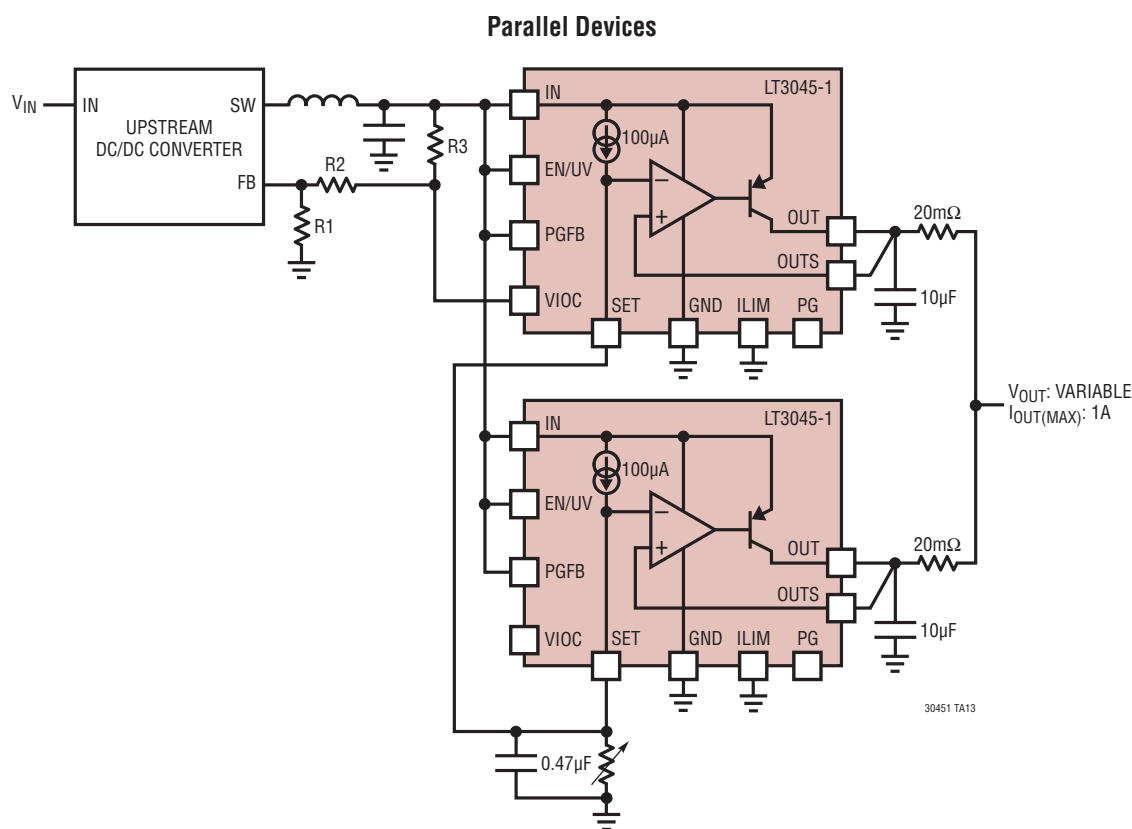 Parallel Devices
V_IN
IN
SW
UPSTREAM
DC/DC CONVERTER
FB
R2
R1
R3
LT3045-1
IN
100µA
EN/UV
PGFB
VIOC
–
+
OUT
OUTS
SET
GND
ILIM
PG
20mΩ
10µF
LT3045-1
IN
100µA
EN/UV
PGFB
VIOC
–
+
OUT
OUTS
SET
GND
ILIM
PG
20mΩ
10µF
V_OUT: VARIABLE
I_OUT(MAX): 1A
30451 TA13
0.47µF